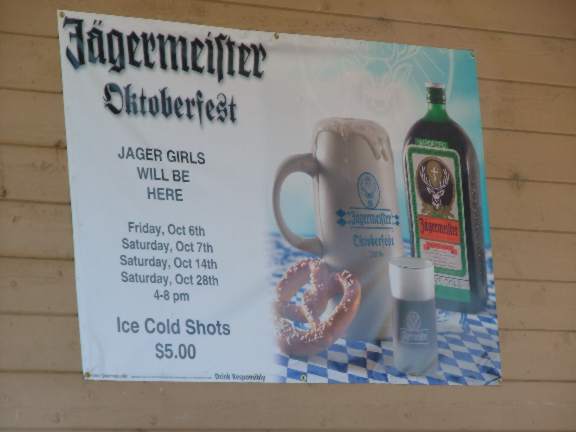 Jägermeister
Oktoberfest
JAGER GIRLS
WILL BE
HERE
Friday, Oct 6th
Saturday, Oct 7th
Saturday, Oct 14th
Saturday, Oct 28th
4-8 pm
Ice Cold Shots
$5.00
Drink Responsibly
Jägermeister
Oktoberfest
Jägermeister